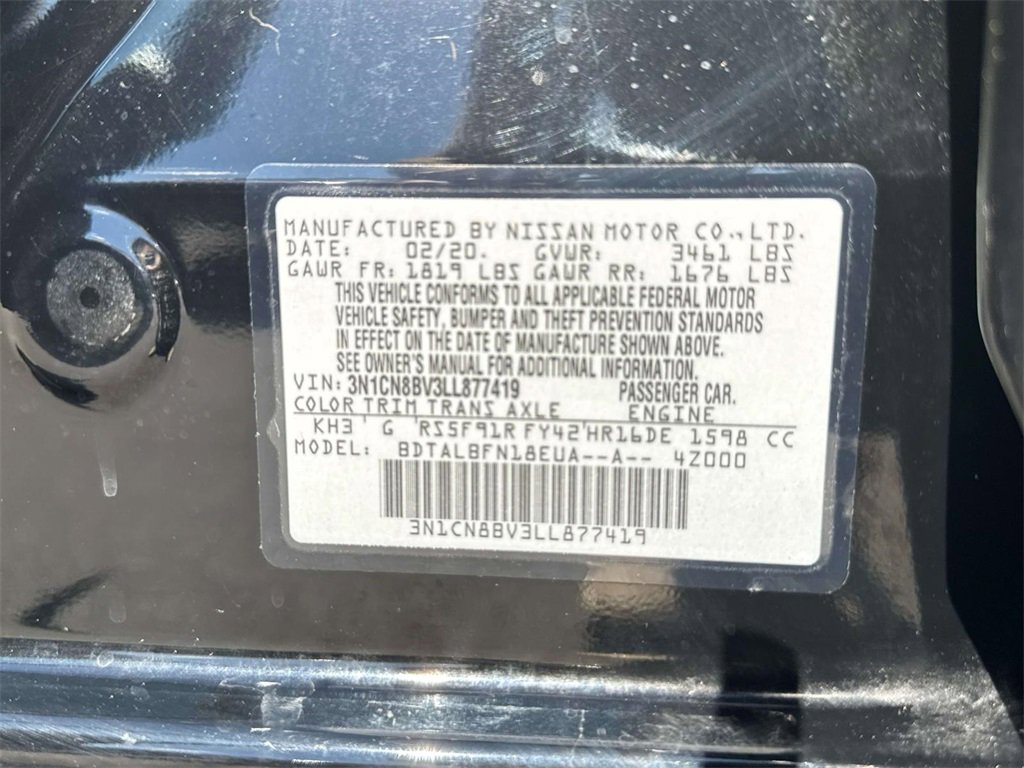 MANUFACTURED BY NISSAN MOTOR CO.,LTD.
DATE: 02/20. GVWR: 3461 LBS
GAWR FR: 1819 LBS GAWR RR: 1676 LBS
THIS VEHICLE CONFORMS TO ALL APPLICABLE FEDERAL MOTOR
VEHICLE SAFETY, BUMPER AND THEFT PREVENTION STANDARDS
IN EFFECT ON THE DATE OF MANUFACTURE SHOWN ABOVE.
SEE OWNER'S MANUAL FOR ADDITIONAL INFORMATION.
VIN: 3N1CN8BV3LL877419 PASSENGER CAR.
COLOR TRIM TRANS AXLE ENGINE
KH3 ' G 'RS5F91R FY42'HR16DE 1598 CC
MODEL: BDTALBFN18EUA--A-- 4Z000
3N1CN8BV3LL877419